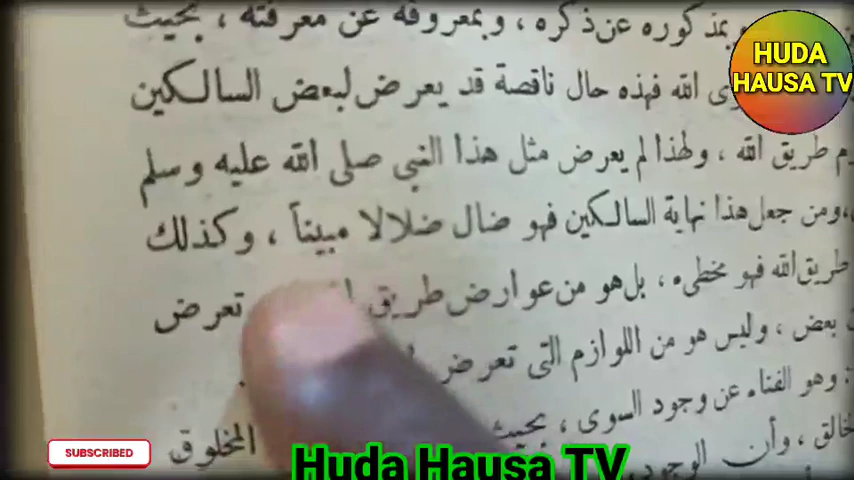 بمذكوره عن ذكره ، وبمعروفه عن معرفته ، بحيث
الله فهذه حال ناقصة قد يعرض لبعض السالكين
طريق الله ، ولهذا لم يعرض مثل هذا النبي صلى الله عليه وسلم
ومن جعل هذا نهاية السالكين فهو ضال ضلالا مبيناً ، وكذلك
طريق الله فهو مخطىء ، بل هو من عوارض طريق تعرض
بعض ، وليس هو من اللوازم التى تعرض
وهو الفناء عن وجود السوى ، بحيث
الخالق ، وأن الوجود المخلوق
HUDA
HAUSA TV
SUBSCRIBED
Huda Hausa TV